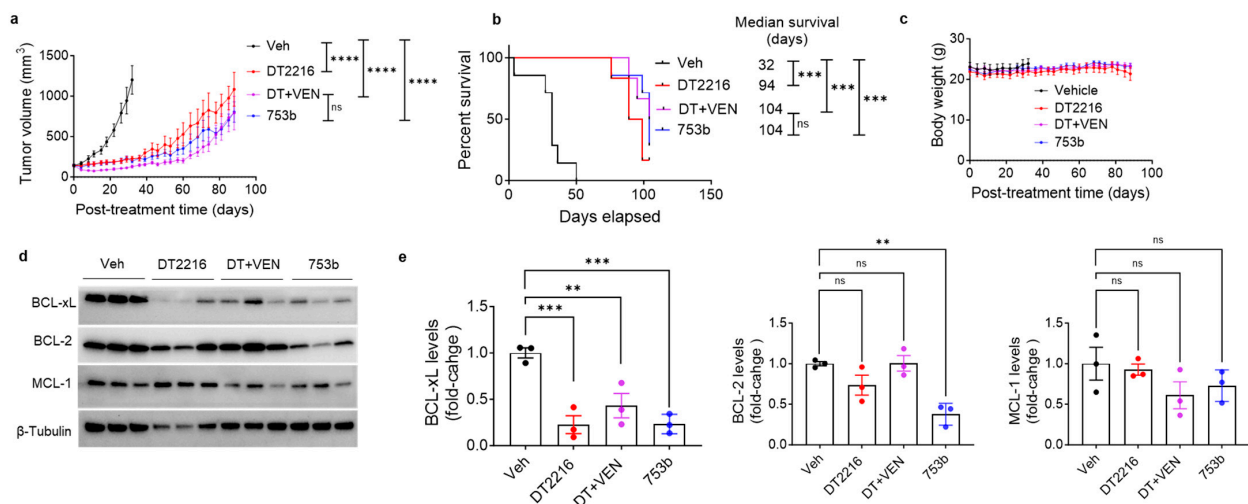 a
Tumor volume (mm3)
1500
1000
500
0
0 20 40 60 80 100
Post-treatment time (days)
Veh
DT2216
DT+VEN
753b
****
****
****
ns
b
Percent survival
100
50
0
0 50 100 150
Days elapsed
Veh
DT2216
DT+VEN
753b
Median survival
(days)
32
94
104
104
***
***
***
ns
c
Body weight (g)
30
20
10
0
0 20 40 60 80 100
Post-treatment time (days)
Vehicle
DT2216
DT+VEN
753b
d
Veh DT2216 DT+VEN 753b
BCL-xL
BCL-2
MCL-1
β-Tubulin
e
BCL-xL levels
(fold-cahge )
1.5
1.0
0.5
0.0
***
**
***
Veh
DT2216
DT+VEN
753b
BCL-2 levels
(fold-cahge )
1.5
1.0
0.5
0.0
**
ns
ns
Veh
DT2216
DT+VEN
753b
MCL-1 levels
(fold-cahge )
1.5
1.0
0.5
0.0
ns
ns
ns
Veh
DT2216
DT+VEN
753b